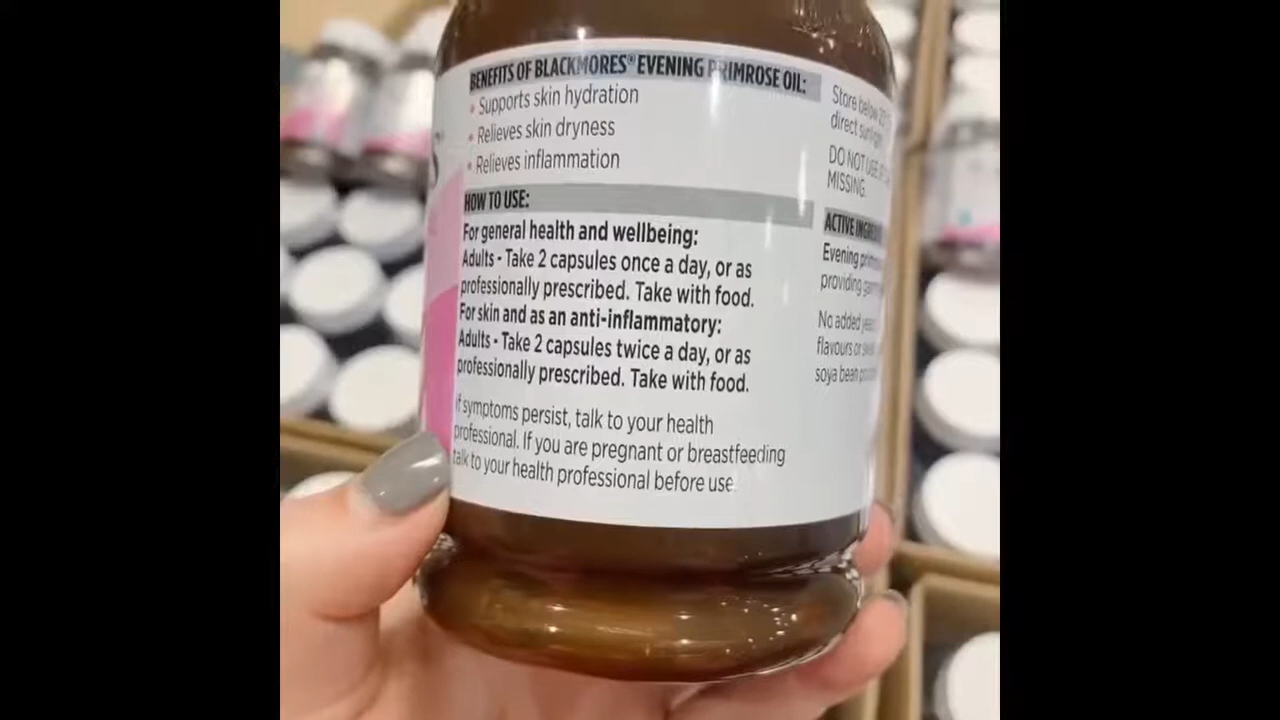 BENEFITS OF BLACKMORES® EVENING PRIMROSE OIL:
• Supports skin hydration
• Relieves skin dryness
• Relieves inflammation
HOW TO USE:
For general health and wellbeing:
Adults - Take 2 capsules once a day, or as
professionally prescribed. Take with food.
For skin and as an anti-inflammatory:
Adults - Take 2 capsules twice a day, or as
professionally prescribed. Take with food.
If symptoms persist, talk to your health
professional. If you are pregnant or breastfeeding
talk to your health professional before use.
Store below
direct sunlight
DO NOT USE IF
MISSING.
ACTIVE
Evening
providing
No added
flavours or
soya bean